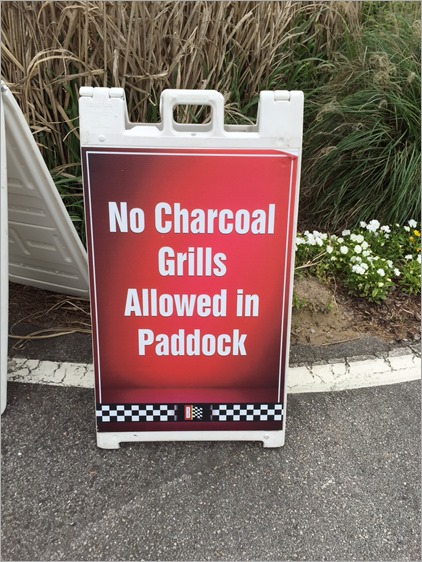 No Charcoal
Grills
Allowed in
Paddock